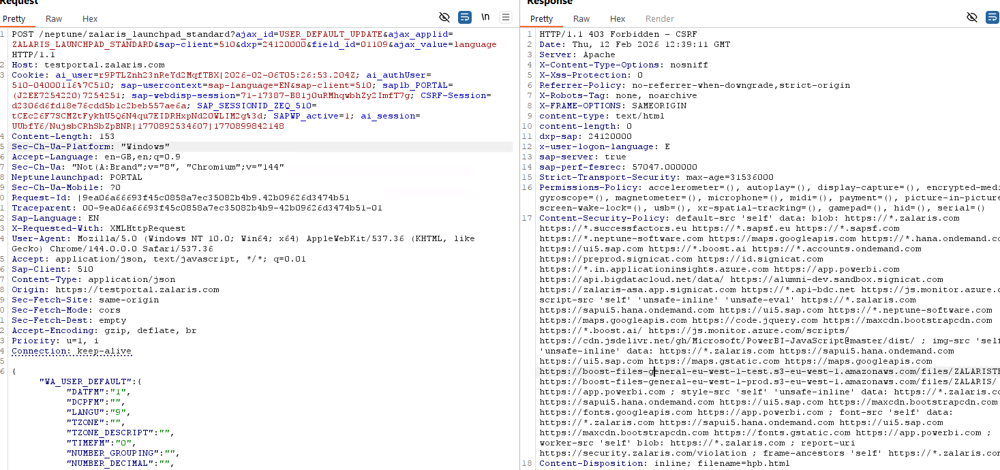 Request
Response
Pretty Raw Hex \n
Pretty Raw Hex Render
1 POST /neptune/zalaris_launchpad_standard?ajax_id=USER_DEFAULT_UPDATE&ajax_applid=
ZALARIS_LAUNCHPAD_STANDARD&sap-client=510&dxp=24120000&field_id=01109&ajax_value=language
HTTP/1.1
2 Host: testportal.zalaris.com
3 Cookie: ai_user=r9PTLZnh23nReYd2MqfTBX|2026-02-06T05:26:53.204Z; ai_authUser=
510-04000116%7C510; sap-usercontext=sap-language=EN&sap-client=510; saplb_PORTAL=
(J2EE7254220)7254251; sap-webdisp-session=71-17387-B81jOuRMhqwbhZy2ImfT7g; CSRF-Session=
d2306d6fd18e76cdd5b1c2beb557ae6a; SAP_SESSIONID_ZEQ_510=
tCEc26F7SCMZtFykhU5Q6N4qu7EIDRHxpNd2OWLIM2g%3d; SAPWP_active=1; ai_session=
UUbfY6/NujsbCRhSbZpBNR|1770892534607|1770899842148
4 Content-Length: 153
5 Sec-Ch-Ua-Platform: "Windows"
6 Accept-Language: en-GB,en;q=0.9
7 Sec-Ch-Ua: "Not(A:Brand";v="8", "Chromium";v="144"
8 Neptunelaunchpad: PORTAL
9 Sec-Ch-Ua-Mobile: ?0
0 Request-Id: |9ea06a66693f45c0858a7ec35082b4b9.42b09626d3474b51
1 Traceparent: 00-9ea06a66693f45c0858a7ec35082b4b9-42b09626d3474b51-01
2 Sap-Language: EN
3 X-Requested-With: XMLHttpRequest
4 User-Agent: Mozilla/5.0 (Windows NT 10.0; Win64; x64) AppleWebKit/537.36 (KHTML, like
Gecko) Chrome/144.0.0.0 Safari/537.36
5 Accept: application/json, text/javascript, */*; q=0.01
6 Sap-Client: 510
7 Content-Type: application/json
8 Origin: https://testportal.zalaris.com
9 Sec-Fetch-Site: same-origin
0 Sec-Fetch-Mode: cors
1 Sec-Fetch-Dest: empty
2 Accept-Encoding: gzip, deflate, br
3 Priority: u=1, i
4 Connection: keep-alive
5
6 {
"WA_USER_DEFAULT":{
"DATFM":"1",
"DCPFM":"",
"LANGU":"9",
"TZONE":"",
"TZONE_DESCRIPT":"",
"TIMEFM":"0",
"NUMBER_GROUPING":"",
"NUMBER_DECIMAL":"",
1 HTTP/1.1 403 Forbidden - CSRF
2 Date: Thu, 12 Feb 2026 12:39:11 GMT
3 Server: Apache
4 X-Content-Type-Options: nosniff
5 X-Xss-Protection: 0
6 Referrer-Policy: no-referrer-when-downgrade,strict-origin
7 X-Robots-Tag: none, noarchive
8 X-FRAME-OPTIONS: SAMEORIGIN
9 content-type: text/html
10 content-length: 0
11 dxp-sap: 24120000
12 x-user-logon-language: E
13 sap-server: true
14 sap-perf-fesrec: 57047.000000
15 Strict-Transport-Security: max-age=31536000
16 Permissions-Policy: accelerometer=(), autoplay=(), display-capture=(), encrypted-medi
gyroscope=(), magnetometer=(), microphone=(), midi=(), payment=(), picture-in-picture
screen-wake-lock=(), usb=(), xr-spatial-tracking=(), gamepad=(), hid=(), serial=()
17 Content-Security-Policy: default-src 'self' data: blob: https://*.zalaris.com
https://*.successfactors.eu https://*.sapsf.eu https://*.sapsf.com
https://*.neptune-software.com https://maps.googleapis.com https://*.hana.ondemand.co
https://ui5.sap.com https://*.boost.ai https://*.accounts.ondemand.com
https://preprod.signicat.com https://id.signicat.com
https://*.in.applicationinsights.azure.com https://app.powerbi.com
https://api.bigdatacloud.net/data/ https://alumni-dev.sandbox.signicat.com
https://zalaris-asa.app.signicat.com https://*.api-bdc.net https://js.monitor.azure.c
script-src 'self' 'unsafe-inline' 'unsafe-eval' https://*.zalaris.com
https://sapui5.hana.ondemand.com https://ui5.sap.com https://*.neptune-software.com
https://maps.googleapis.com https://code.jquery.com https://maxcdn.bootstrapcdn.com
https://*.boost.ai/ https://js.monitor.azure.com/scripts/
https://cdn.jsdelivr.net/gh/Microsoft/PowerBI-JavaScript@master/dist/ ; img-src 'self
'unsafe-inline' data: https://*.zalaris.com https://sapui5.hana.ondemand.com
https://ui5.sap.com https://maps.gstatic.com https://maps.googleapis.com
https://boost-files-general-eu-west-1-test.s3-eu-west-1.amazonaws.com/files/ZALARISTE
https://boost-files-general-eu-west-1-prod.s3-eu-west-1.amazonaws.com/files/ZALARIS/
https://app.powerbi.com ; style-src 'self' 'unsafe-inline' data: https://*.zalaris.co
https://sapui5.hana.ondemand.com https://ui5.sap.com https://maxcdn.bootstrapcdn.com
https://fonts.googleapis.com https://app.powerbi.com ; font-src 'self' data:
https://*.zalaris.com https://sapui5.hana.ondemand.com https://ui5.sap.com
https://maxcdn.bootstrapcdn.com https://fonts.gstatic.com https://app.powerbi.com ;
worker-src 'self' blob: https://*.zalaris.com ; report-uri
https://security.zalaris.com/violation ; frame-ancestors 'self' https://*.zalaris.com
18 Content-Disposition: inline; filename=hpb.html